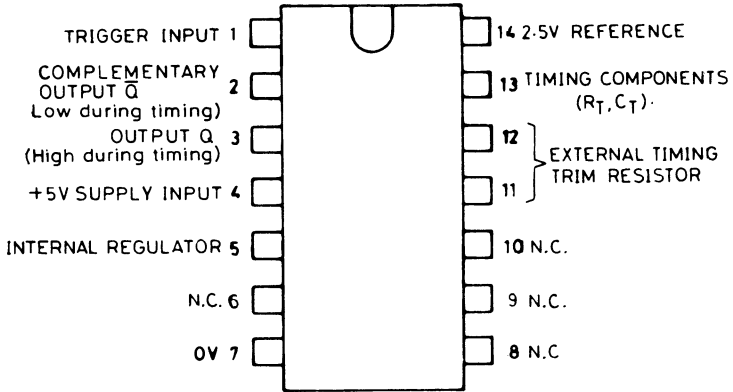 TRIGGER INPUT 1
COMPLEMENTARY
OUTPUT Q̅ 2
Low during timing)
OUTPUT Q 3
(High during timing)
+5V SUPPLY INPUT 4
INTERNAL REGULATOR 5
N.C. 6
0V 7
14 2·5V REFERENCE
13 TIMING COMPONENTS
(RT, CT).
12
11
EXTERNAL TIMING
TRIM RESISTOR
10 N.C.
9 N.C.
8 N.C